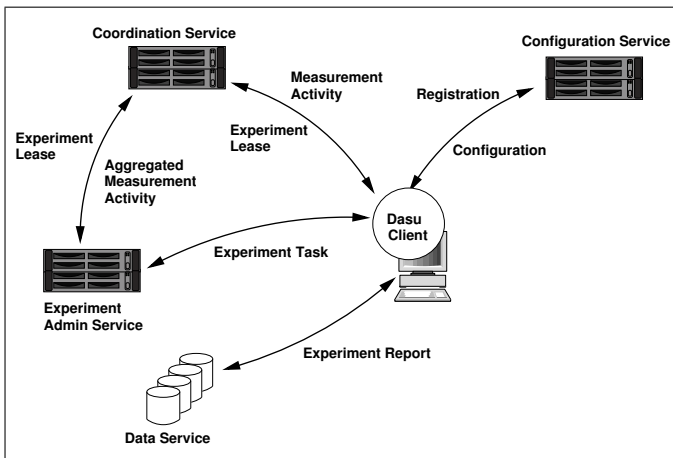 Coordination Service
Configuration Service
Measurement
Activity
Registration
Experiment
Lease
Experiment
Lease
Configuration
Aggregated
Measurement
Activity
Dasu
Client
Experiment Task
Experiment
Admin Service
Experiment Report
Data Service